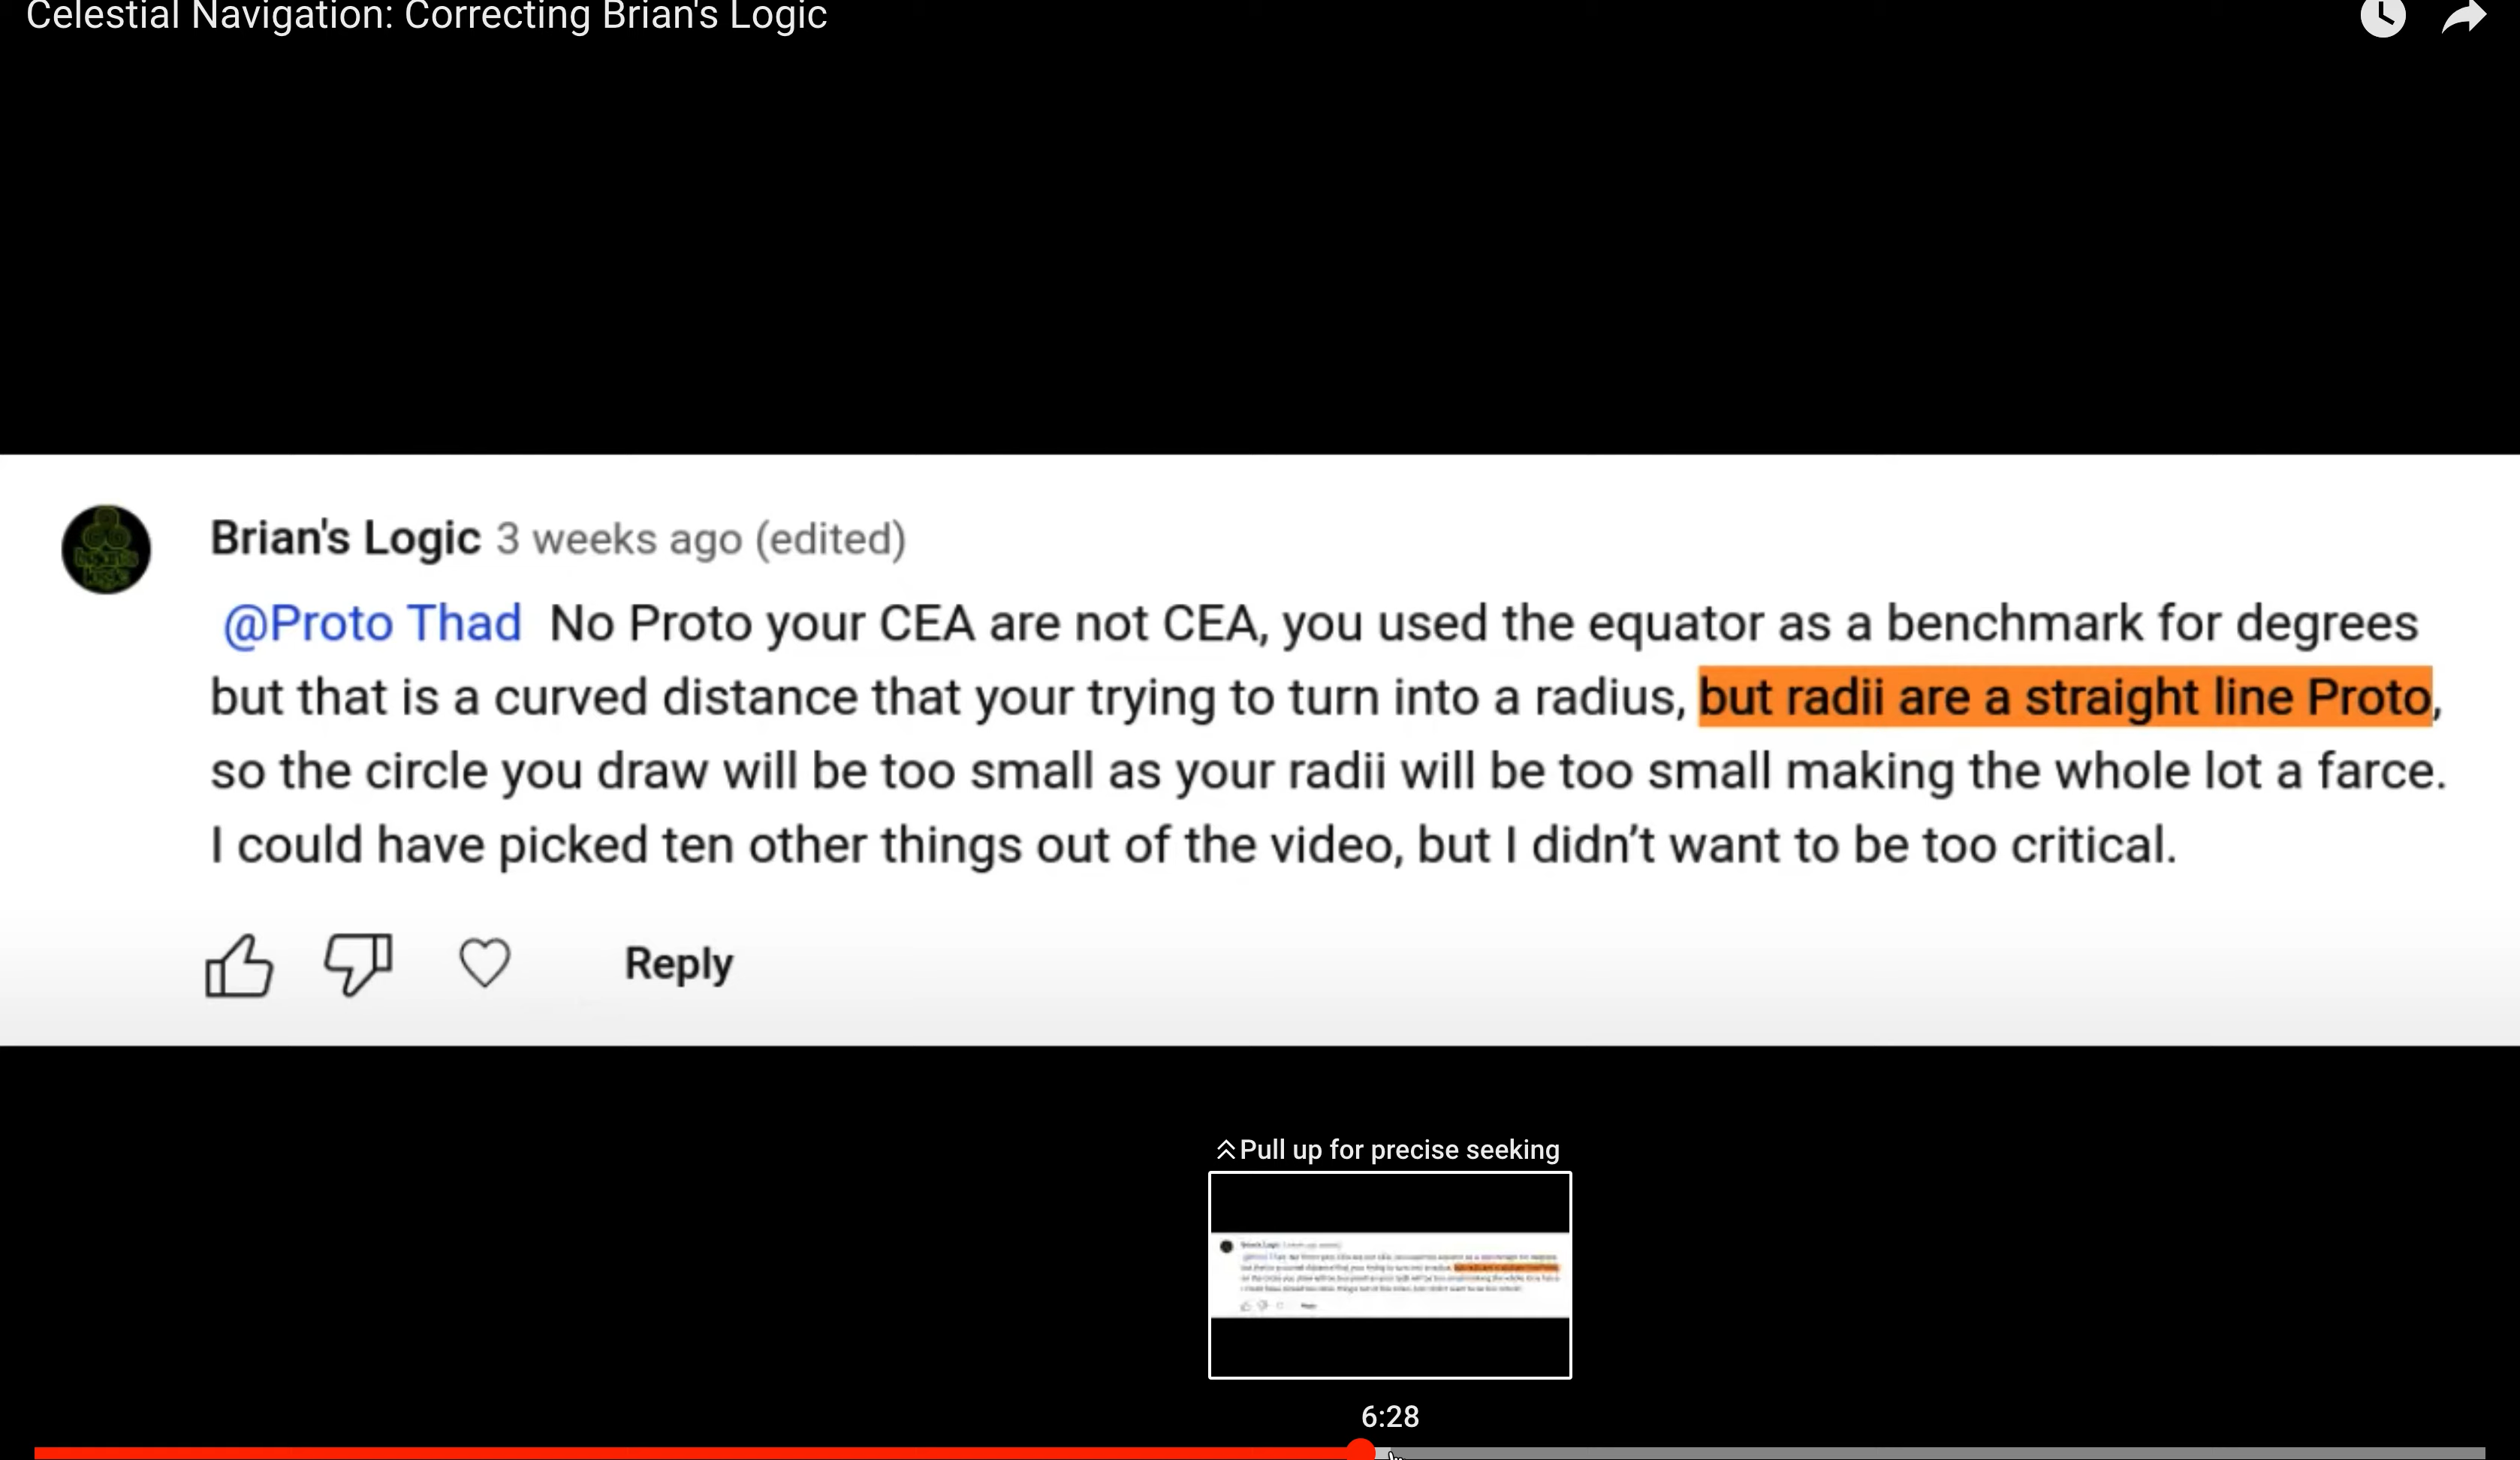 Celestial Navigation: Correcting Brian's Logic
Brian's Logic 3 weeks ago (edited)
@Proto Thad No Proto your CEA are not CEA, you used the equator as a benchmark for degrees
but that is a curved distance that your trying to turn into a radius, but radii are a straight line Proto,
so the circle you draw will be too small as your radii will be too small making the whole lot a farce.
I could have picked ten other things out of the video, but I didn’t want to be too critical.
Reply
Pull up for precise seeking
6:28